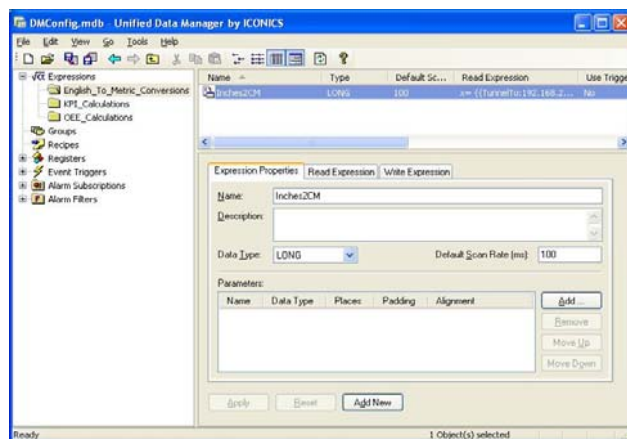 DMConfig.mdb - Unified Data Manager by ICONICS
File Edit View Go Tools Help
Expressions
English_To_Metric_Conversions
KPI_Calculations
OEE_Calculations
Groups
Recipes
Registers
Event Triggers
Alarm Subscriptions
Alarm Filters
Name Type Default Sc... Read Expression Use Trigge
Inches2CM LONG 100 x= {{TunnelTo:192.168.2... No
Expression Properties Read Expression Write Expression
Name: Inches2CM
Description:
Data Type: LONG Default Scan Rate (ms): 100
Parameters:
Name Data Type Places Padding Alignment
Add ...
Remove
Move Up
Move Down
Apply Reset Add New
Ready 1 Object(s) selected